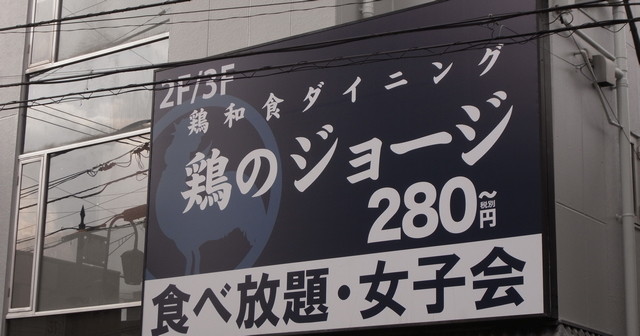 2F/3F
鶏和食ダイニング
鶏のジョージ
280円~税別
食べ放題・女子会